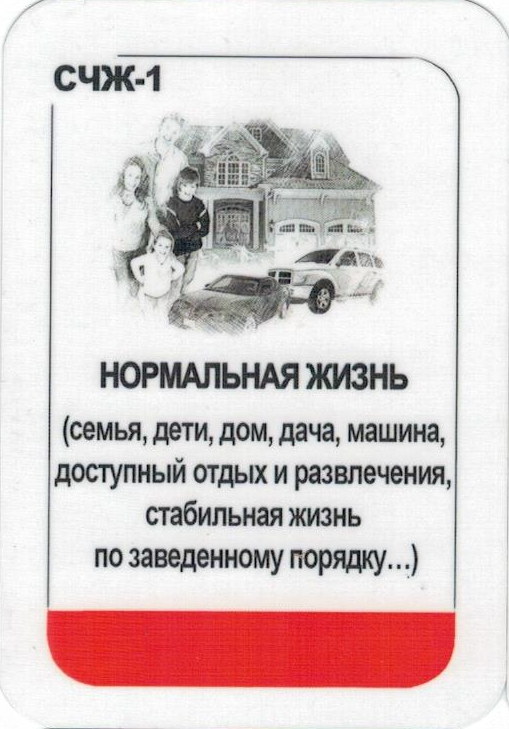 СЧЖ-1
НОРМАЛЬНАЯ ЖИЗНЬ
(семья, дети, дом, дача, машина,
доступный отдых и развлечения,
стабильная жизнь
по заведенному порядку...)